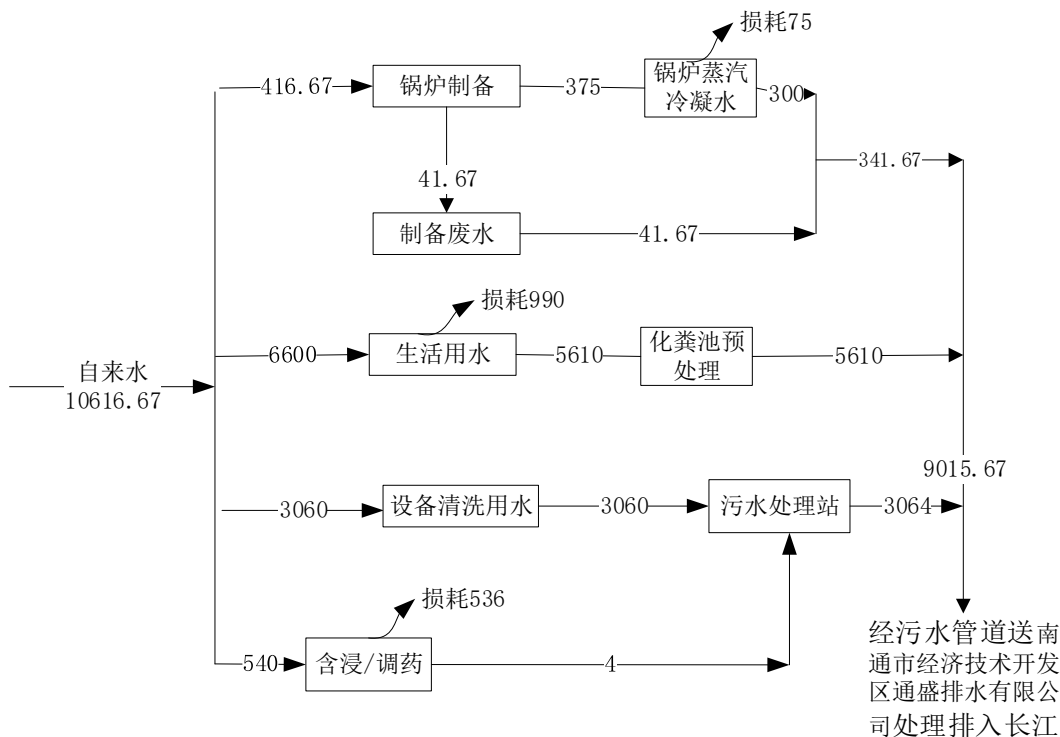 损耗75
416.67
锅炉制备
375
锅炉蒸汽
冷凝水
300
341.67
41.67
制备废水
41.67
损耗990
自来水
10616.67
6600
生活用水
5610
化粪池预
处理
5610
9015.67
3060
设备清洗用水
3060
污水处理站
3064
损耗536
540
含浸/调药
4
经污水管道送南
通市经济技术开发
区通盛排水有限公
司处理排入长江